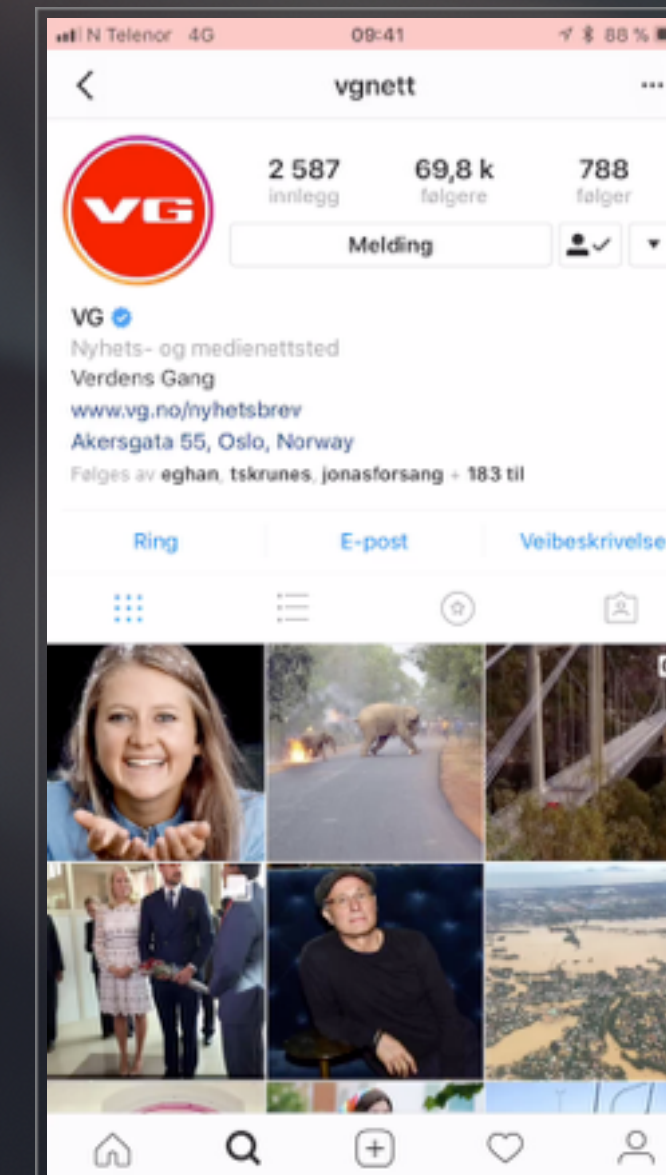 N Telenor 4G 09:41 88 %
vgnett
VG
2 587 69,8 k 788
innlegg følgere følger
Melding
VG
Nyhets- og medienettsted
Verdens Gang
www.vg.no/nyhetsbrev
Akersgata 55, Oslo, Norway
Følges av eghan, tskrunes, jonasforsang + 183 til
Ring E-post Veibeskrivelse